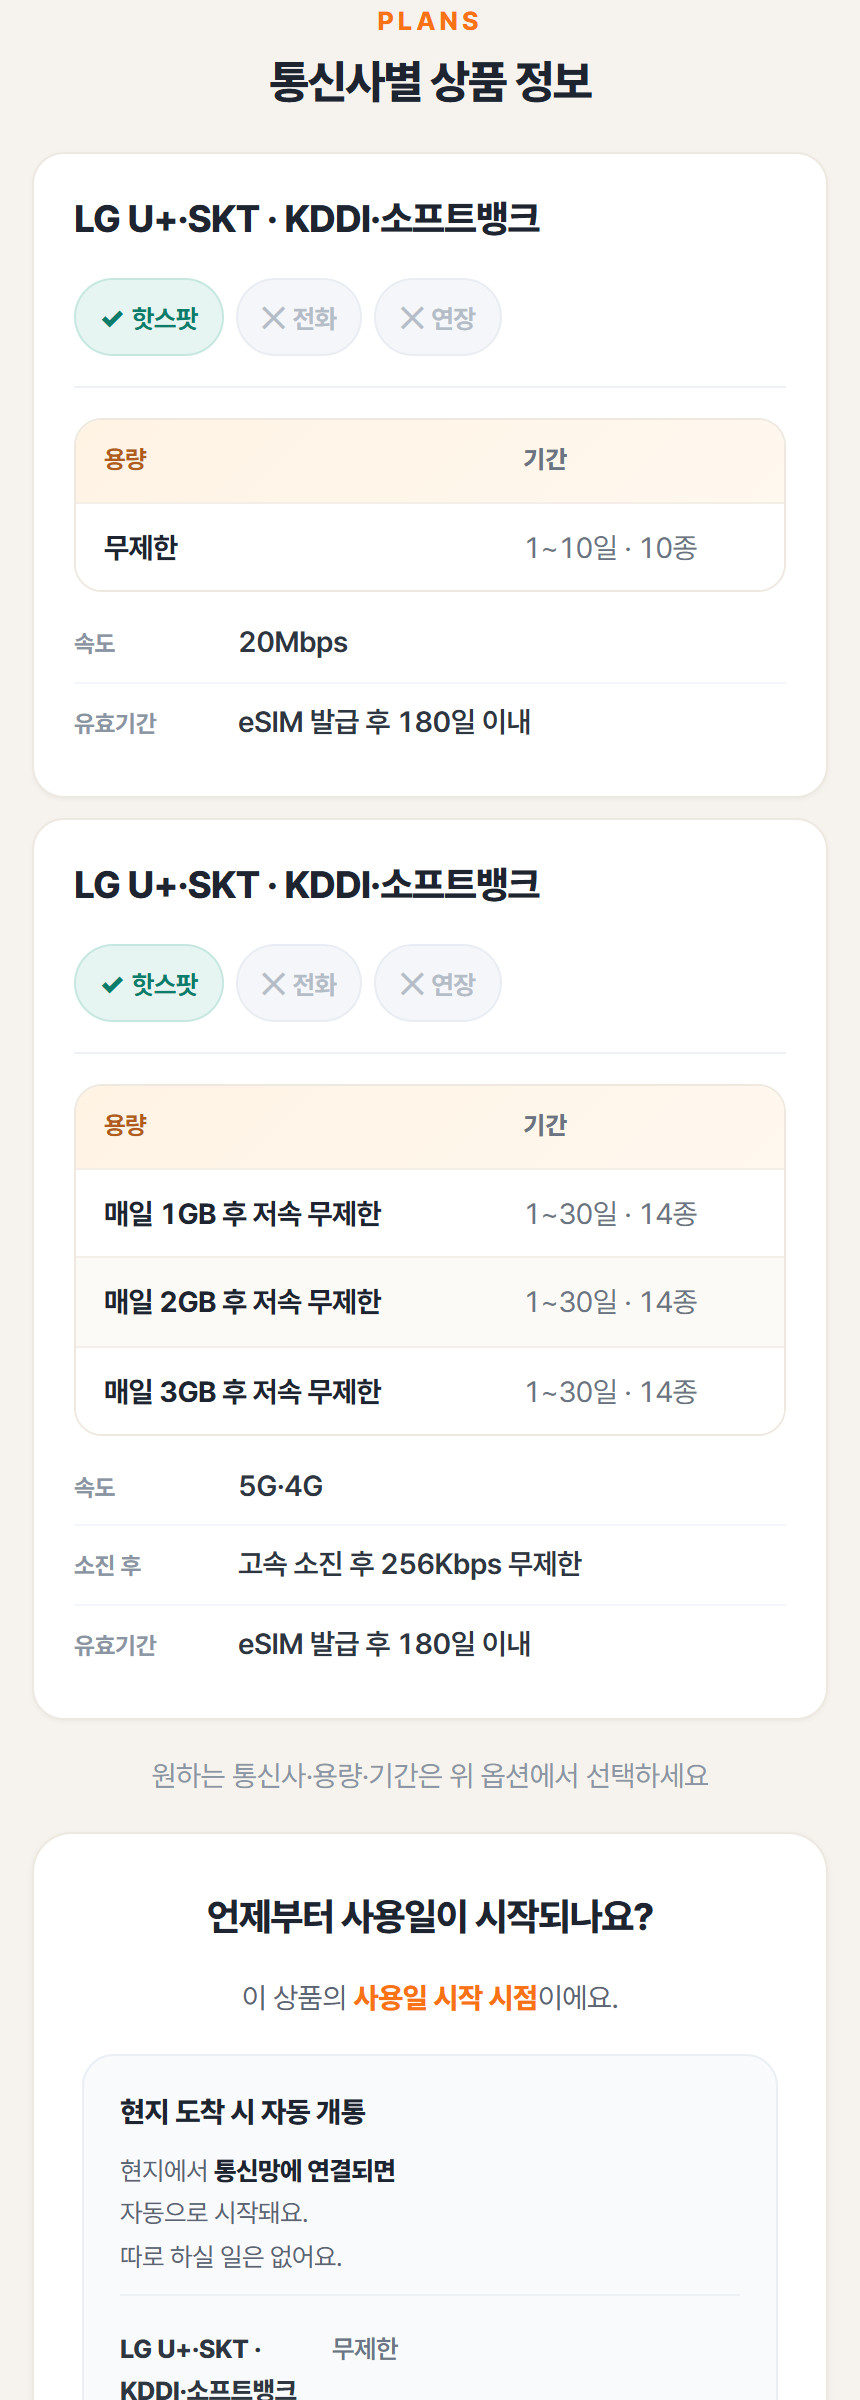 PLANS
통신사별 상품 정보
LG U+·SKT · KDDI·소프트뱅크
✓ 핫스팟 ✕ 전화 ✕ 연장
용량 기간
무제한 1~10일 · 10종
속도 20Mbps
유효기간 eSIM 발급 후 180일 이내
LG U+·SKT · KDDI·소프트뱅크
✓ 핫스팟 ✕ 전화 ✕ 연장
용량 기간
매일 1GB 후 저속 무제한 1~30일 · 14종
매일 2GB 후 저속 무제한 1~30일 · 14종
매일 3GB 후 저속 무제한 1~30일 · 14종
속도 5G·4G
소진 후 고속 소진 후 256Kbps 무제한
유효기간 eSIM 발급 후 180일 이내
원하는 통신사·용량·기간은 위 옵션에서 선택하세요
언제부터 사용일이 시작되나요?
이 상품의 사용일 시작 시점이에요.
현지 도착 시 자동 개통
현지에서 통신망에 연결되면
자동으로 시작돼요.
따로 하실 일은 없어요.
LG U+·SKT · 무제한
KDDI·소프트뱅크